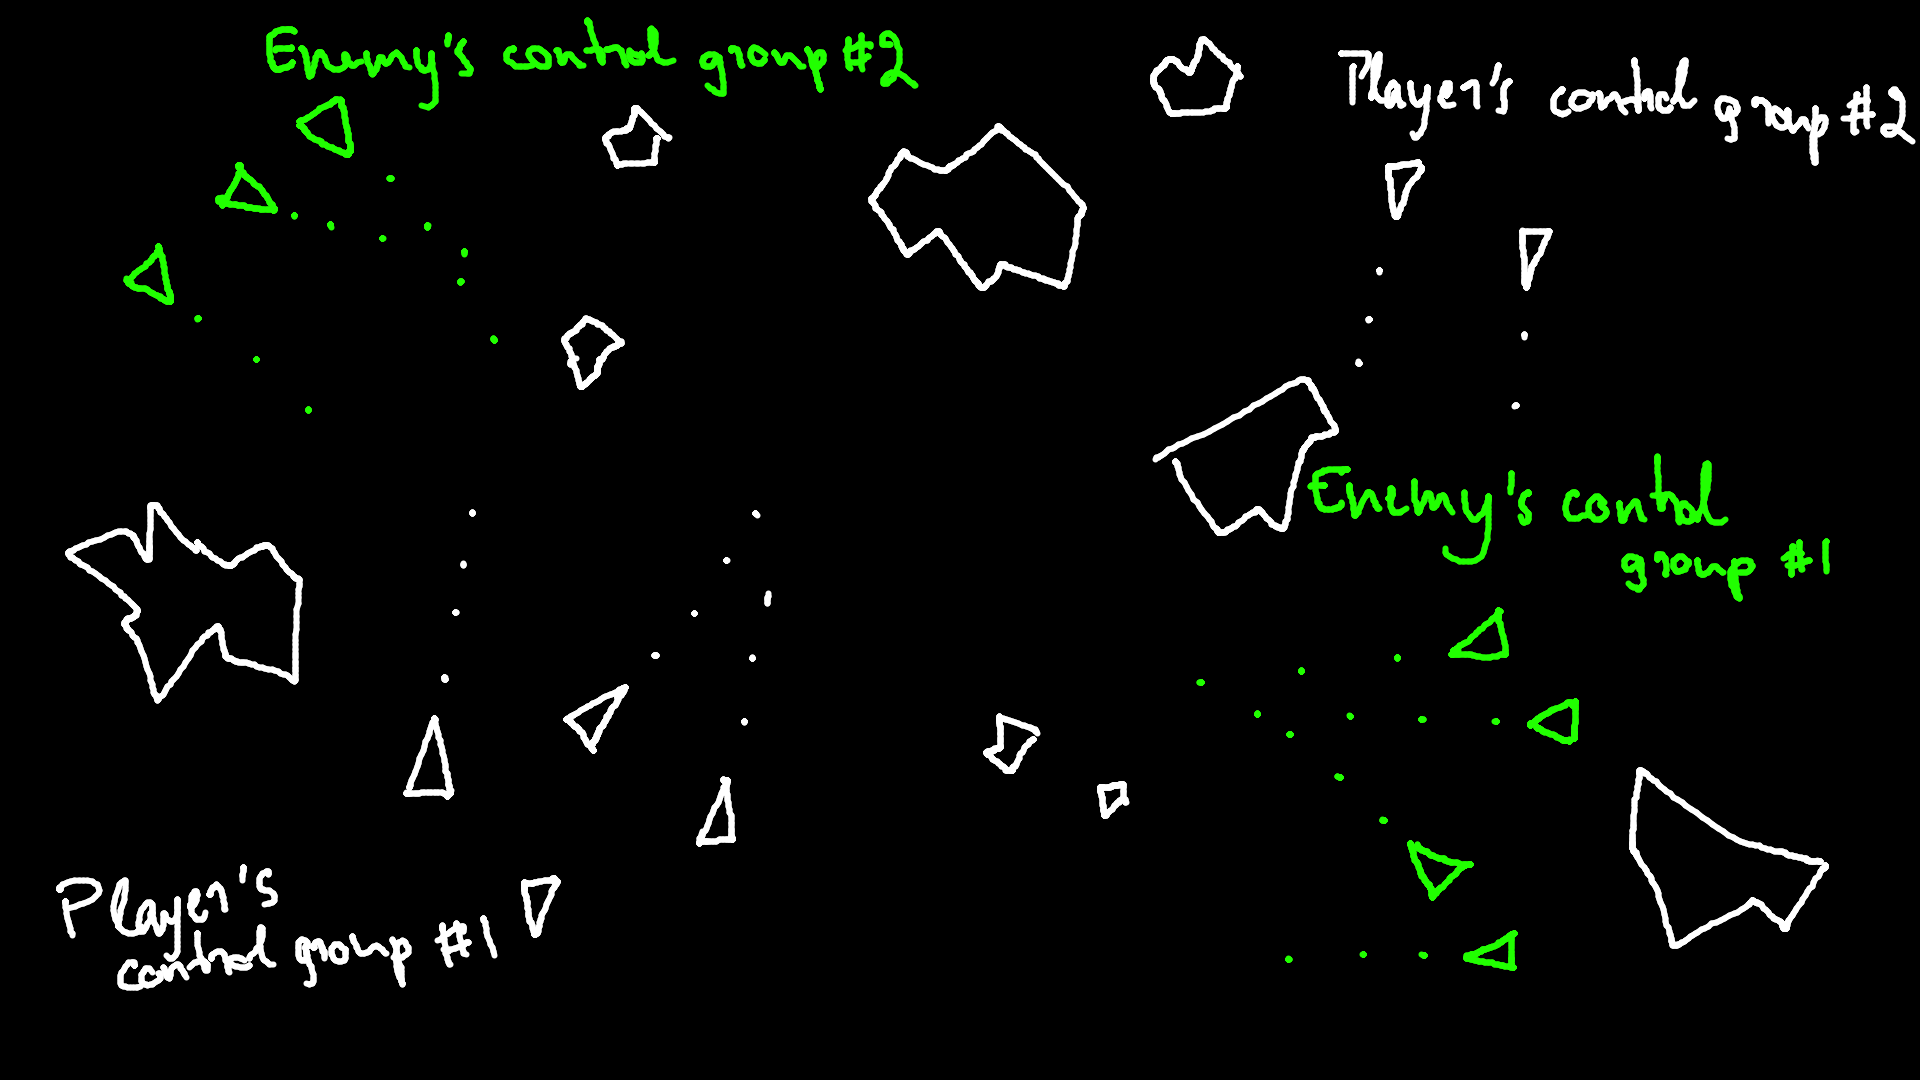 Enemy's control group #2
Player's control group #2
Enemy's control
group #1
Player's
control group #1